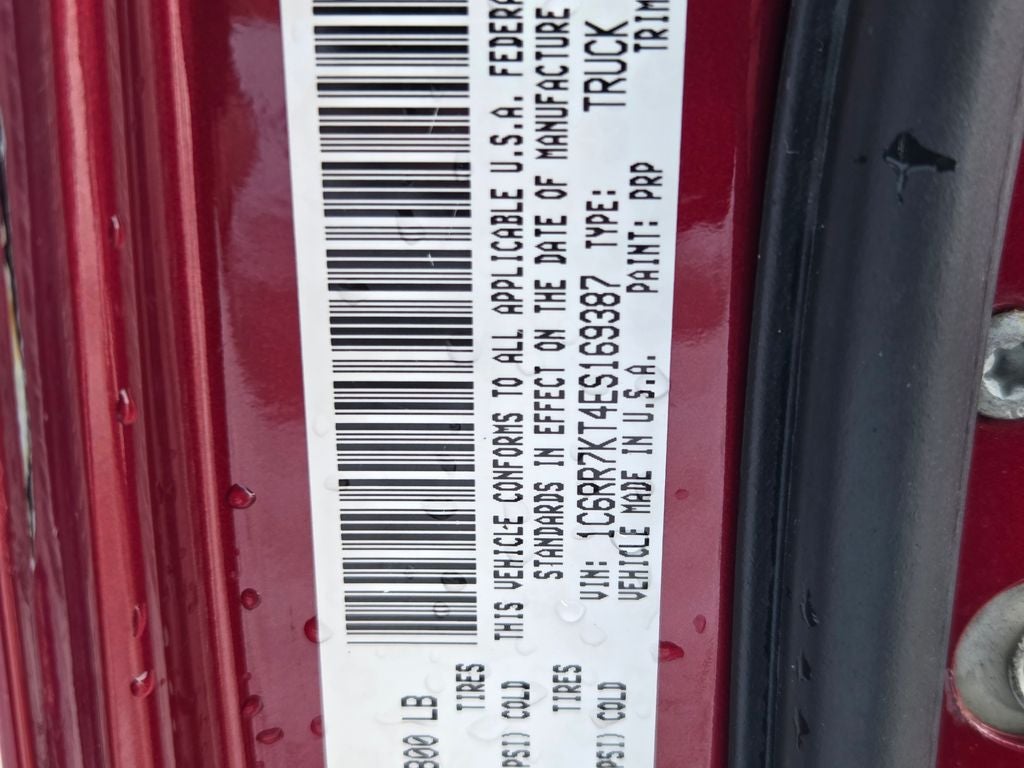 800 LB
TIRES
PSI) COLD
TIRES
PSI) COLD
THIS VEHICLE CONFORMS TO ALL APPLICABLE U.S.A. FEDERA
STANDARDS IN EFFECT ON THE DATE OF MANUFACTURE
VIN: 1C6RR7KT4ES169387 TYPE: TRUCK
VEHICLE MADE IN U.S.A. PAINT: PRP TRIM